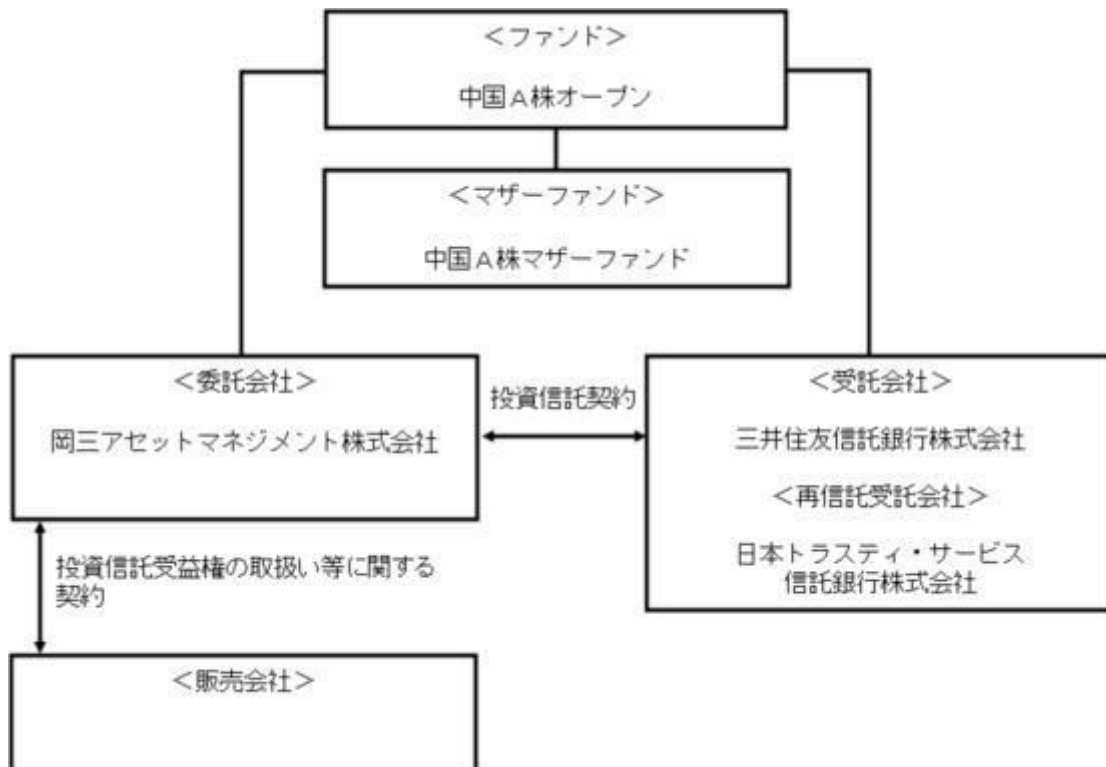 ＜ファンド＞
中国Ａ株オープン
＜マザーファンド＞
中国Ａ株マザーファンド
＜委託会社＞
岡三アセットマネジメント株式会社
投資信託契約
＜受託会社＞
三井住友信託銀行株式会社
＜再信託受託会社＞
日本トラスティ・サービス
信託銀行株式会社
投資信託受益権の取扱い等に関する
契約
＜販売会社＞